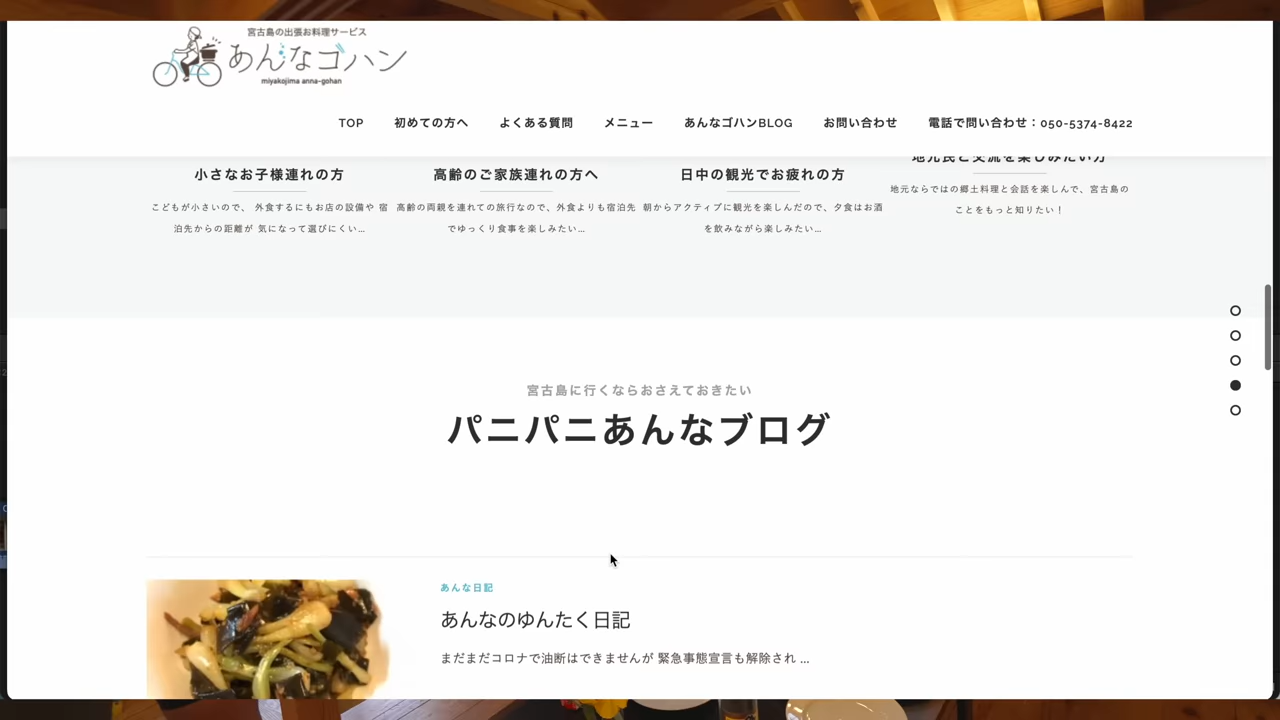 宮古島の出張お料理サービス
あんなゴハン
miyakojima anna-gohan
TOP 初めての方へ よくある質問 メニュー あんなゴハンBLOG お問い合わせ 電話で問い合わせ：050-5374-8422
小さなお子様連れの方
こどもが小さいので、 外食するにもお店の設備や 宿
泊先からの距離が 気になって選びにくい…
高齢のご家族連れの方へ
高齢の両親を連れての旅行なので、外食よりも宿泊先
でゆっくり食事を楽しみたい…
日中の観光でお疲れの方
朝からアクティブに観光を楽しんだので、夕食はお酒
を飲みながら楽しみたい…
地元民と交流を楽しみたい方
地元ならではの郷土料理と会話を楽しんで、宮古島の
ことをもっと知りたい！
宮古島に行くならおさえておきたい
パニパニあんなブログ
あんな日記
あんなのゆんたく日記
まだまだコロナで油断はできませんが 緊急事態宣言も解除され ...